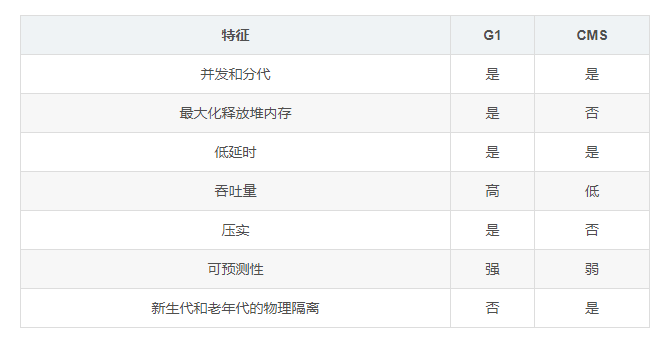 特征 G1 CMS
并发和分代 是 是
最大化释放堆内存 是 否
低延时 是 是
吞吐量 高 低
压实 是 否
可预测性 强 弱
新生代和老年代的物理隔离 否 是